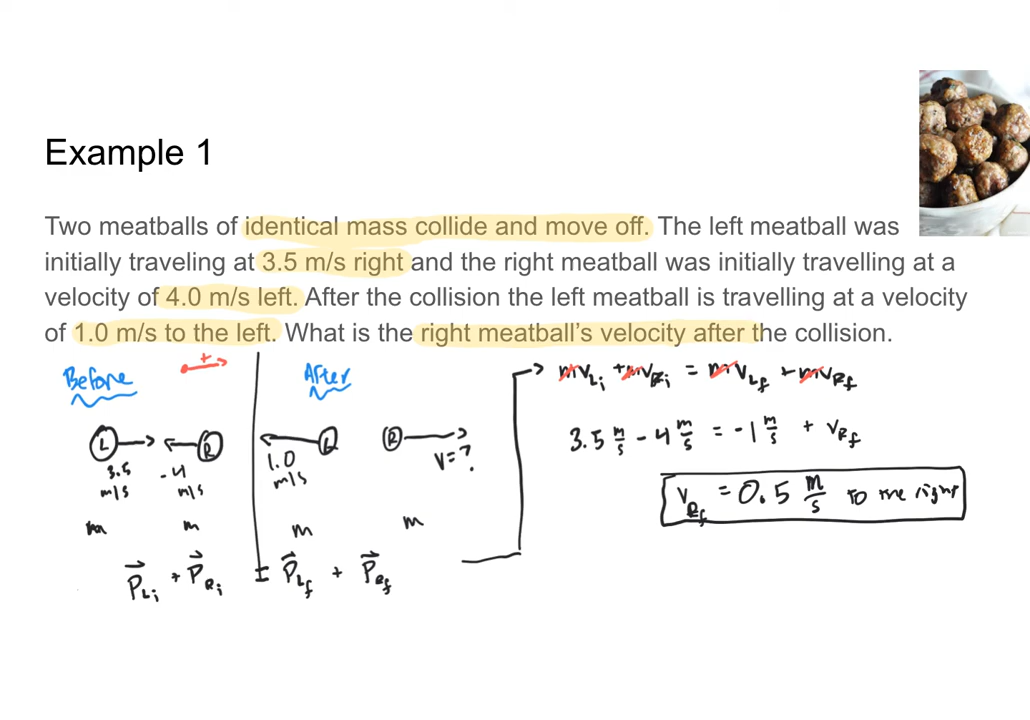 Example 1
Two meatballs of identical mass collide and move off. The left meatball was
initially traveling at 3.5 m/s right and the right meatball was initially travelling at a
velocity of 4.0 m/s left. After the collision the left meatball is travelling at a velocity
of 1.0 m/s to the left. What is the right meatball's velocity after the collision.
+
Before
After
L R
3.5 m/s -4 m/s
m m
L R
1.0 m/s V=?
m m
P⃗_Li + P⃗_Ri = P⃗_Lf + P⃗_Rf
→ mv_Li + mv_Ri = mv_Lf + mv_Rf
3.5 m/s - 4 m/s = -1 m/s + v_Rf
v_Rf = 0.5 m/s to the right